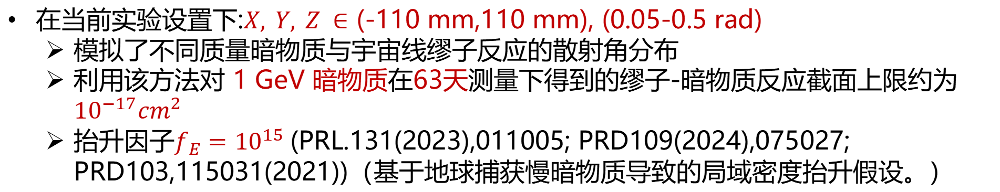 • 在当前实验设置下:X, Y, Z ∈ (-110 mm,110 mm), (0.05-0.5 rad)
➢ 模拟了不同质量暗物质与宇宙线缪子反应的散射角分布
➢ 利用该方法对 1 GeV 暗物质在63天测量下得到的缪子-暗物质反应截面上限约为
10⁻¹⁷cm²
➢ 抬升因子f_E = 10¹⁵ (PRL.131(2023),011005; PRD109(2024),075027;
PRD103,115031(2021))（基于地球捕获慢暗物质导致的局域密度抬升假设。）